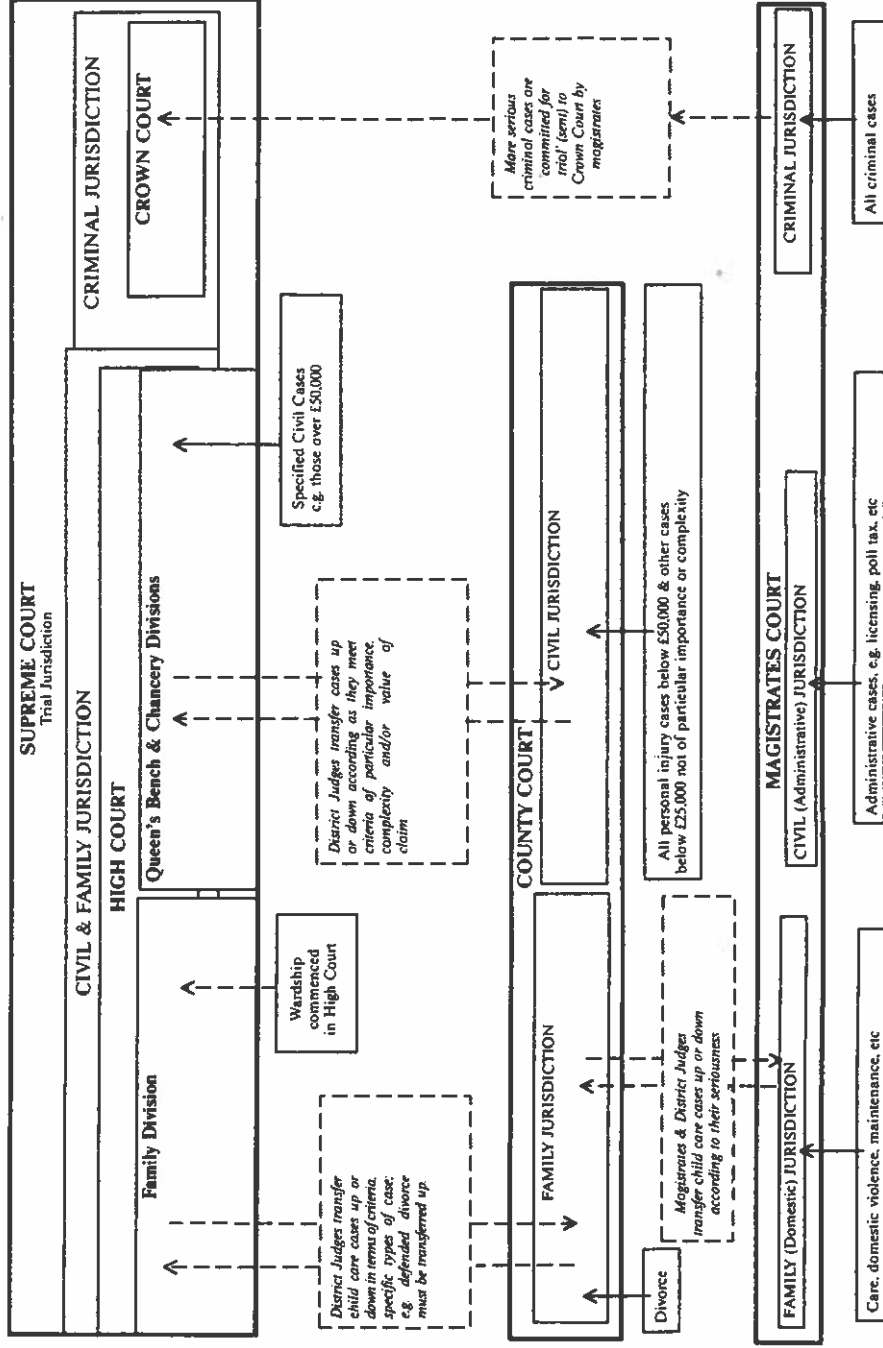 SUPREME COURT
Trial Jurisdiction
CIVIL & FAMILY JURISDICTION
CRIMINAL JURISDICTION
HIGH COURT
CROWN COURT
Family Division
Queen's Bench & Chancery Divisions
Wardship
commenced
in High Court
Specified Civil Cases
e.g. those over £50,000
District Judges transfer
child care cases up or
down in terms of criteria,
specific types of case;
e.g. defended divorce
must be transferred up.
District Judges transfer cases up
or down according as they meet
criteria of particular importance,
complexity and/or value of
claim
More serious
criminal cases are
'committed for
trial' (sent) to
Crown Court by
magistrates
COUNTY COURT
FAMILY JURISDICTION
CIVIL JURISDICTION
Divorce
All personal injury cases below £50,000 & other cases
below £25,000 not of particular importance or complexity
Magistrates & District Judges
transfer child care cases up or down
according to their seriousness
MAGISTRATES COURT
FAMILY (Domestic) JURISDICTION
CIVIL (Administrative) JURISDICTION
CRIMINAL JURISDICTION
Care, domestic violence, maintenance, etc
Administrative cases, e.g. licensing, poll tax, etc
All criminal cases